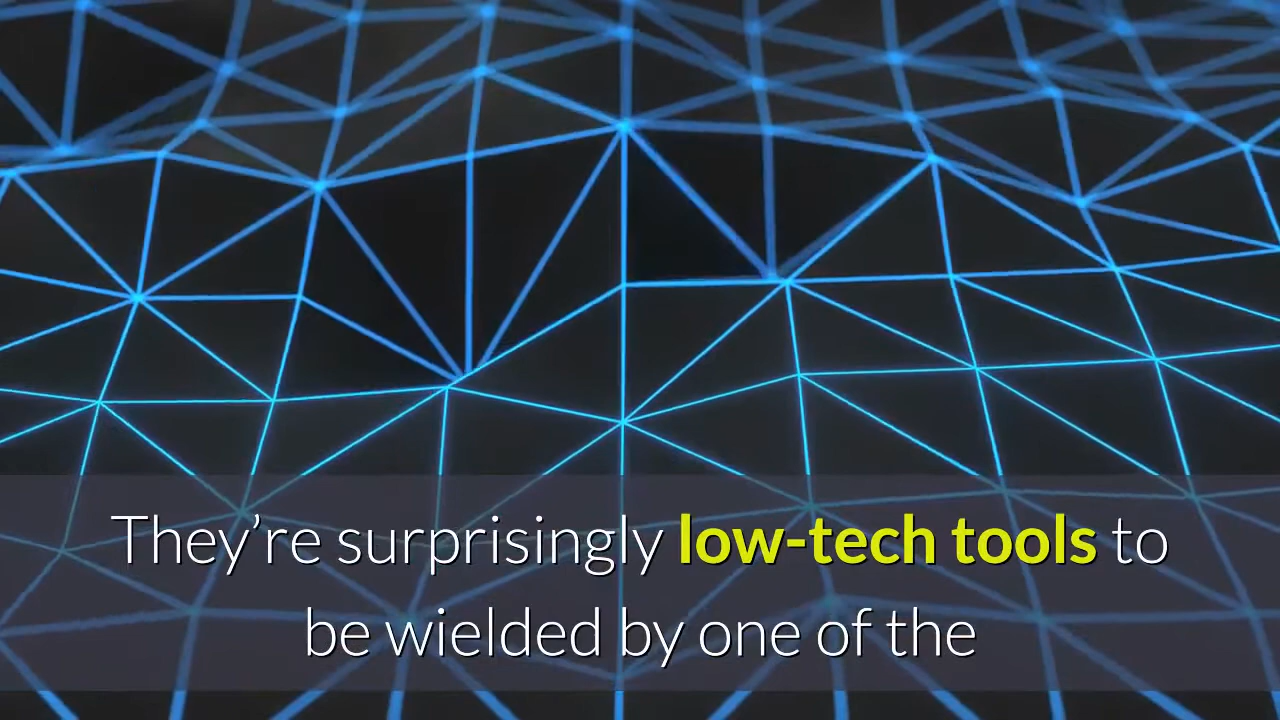 They’re surprisingly low-tech tools to
be wielded by one of the